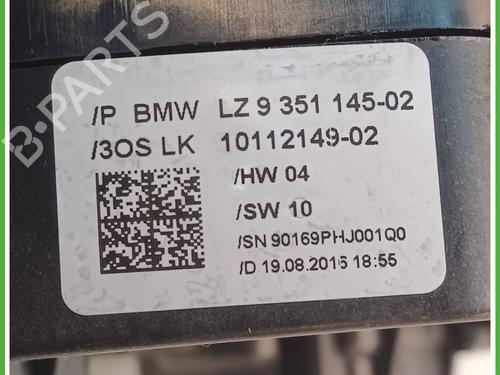 /P BMW LZ 9 351 145-02
/3OS LK 10112149-02
/HW 04
/SW 10
/SN 90169PHJ001Q0
/D 19.08.2016 18:55